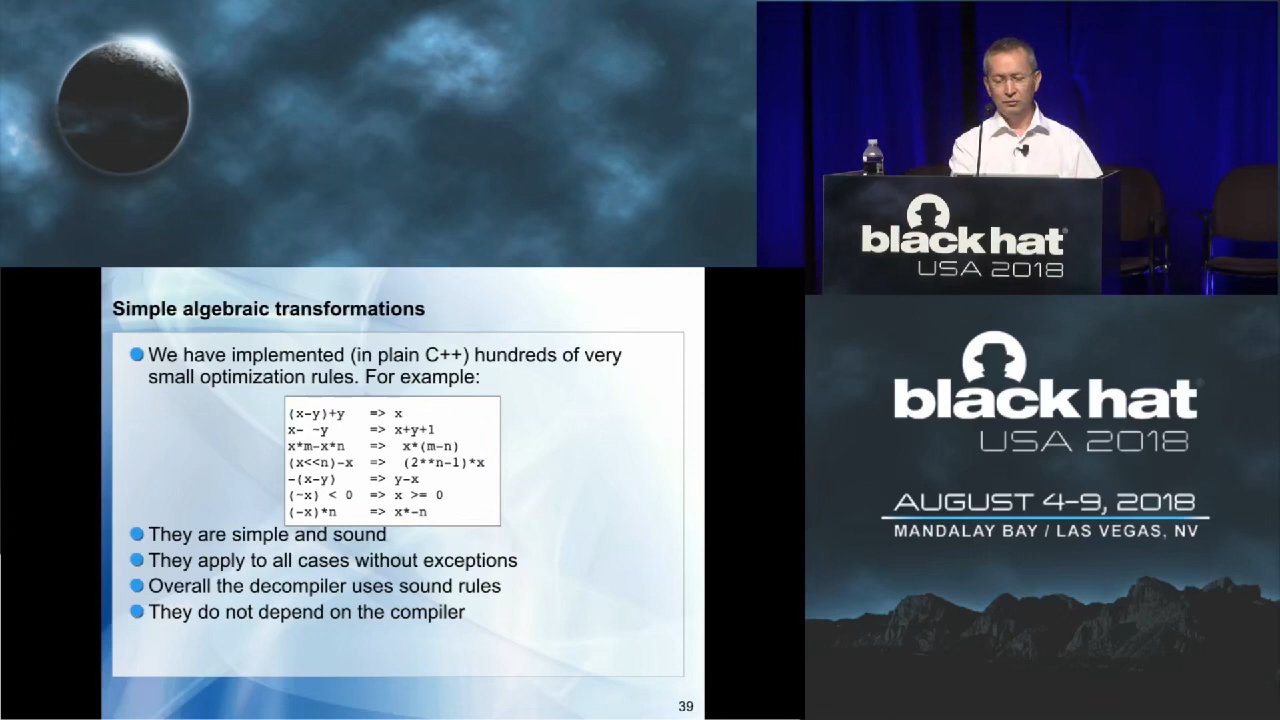 black hat
USA 2018
Simple algebraic transformations
We have implemented (in plain C++) hundreds of very
small optimization rules. For example:
(x-y)+y => x
x- ~y => x+y+1
x*m-x*n => x*(m-n)
(x<<n)-x => (2**n-1)*x
-(x-y) => y-x
(~x) < 0 => x >= 0
(-x)*n => x*-n
They are simple and sound
They apply to all cases without exceptions
Overall the decompiler uses sound rules
They do not depend on the compiler
39
black hat
USA 2018
AUGUST 4-9, 2018
MANDALAY BAY / LAS VEGAS, NV